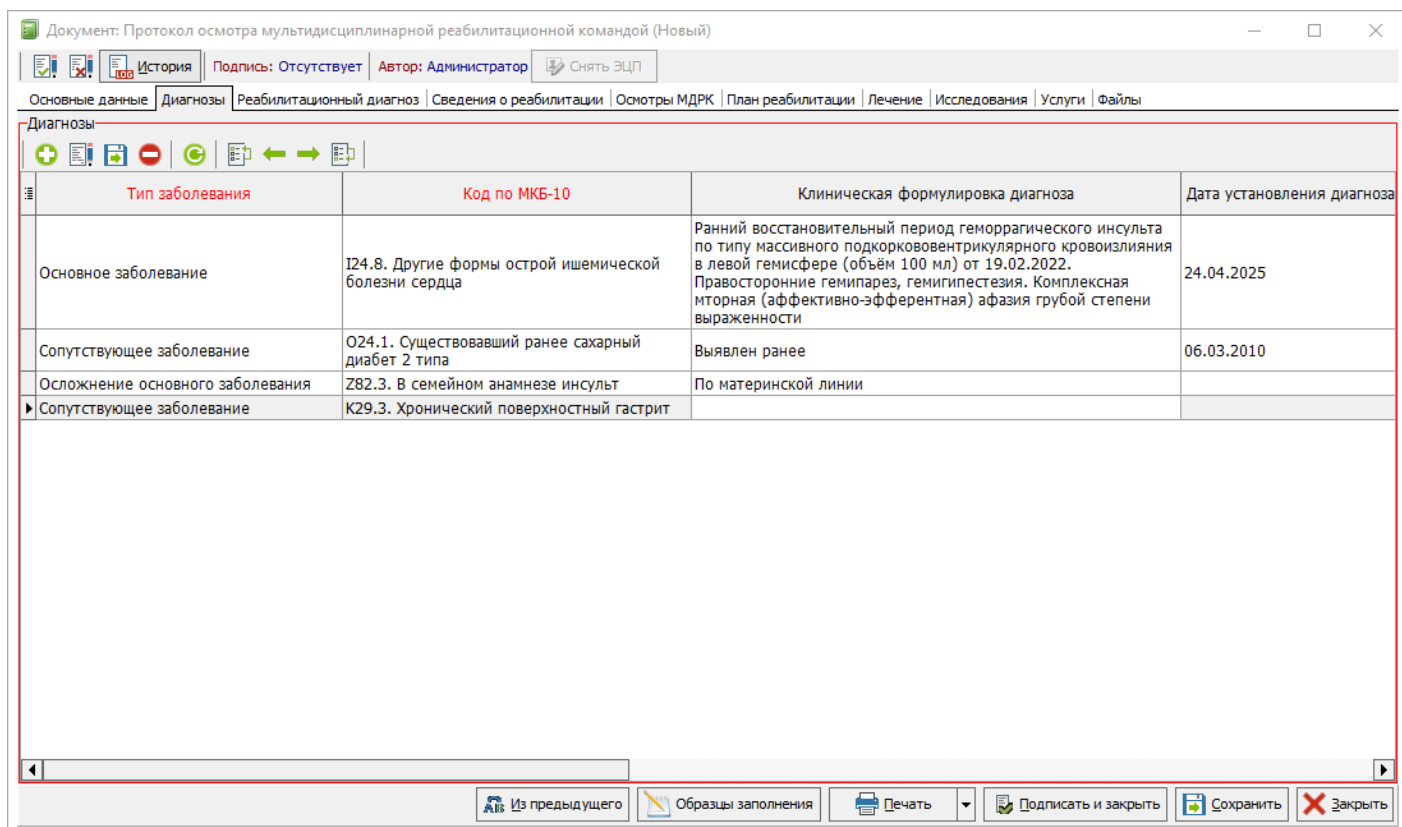 Документ: Протокол осмотра мультидисциплинарной реабилитационной командой (Новый)
LOG История Подпись: Отсутствует Автор: Администратор Снять ЭЦП
Основные данные Диагнозы Реабилитационный диагноз Сведения о реабилитации Осмотры МДРК План реабилитации Лечение Исследования Услуги Файлы
Диагнозы
Тип заболевания Код по МКБ-10 Клиническая формулировка диагноза Дата установления диагноза
Основное заболевание
I24.8. Другие формы острой ишемической
болезни сердца
Ранний восстановительный период геморрагического инсульта
по типу массивного подкоркововентрикулярного кровоизлияния
в левой гемисфере (объём 100 мл) от 19.02.2022.
Правосторонние гемипарез, гемигипестезия. Комплексная
мторная (аффективно-эфферентная) афазия грубой степени
выраженности
24.04.2025
Сопутствующее заболевание
O24.1. Существовавший ранее сахарный
диабет 2 типа
Выявлен ранее
06.03.2010
Осложнение основного заболевания Z82.3. В семейном анамнезе инсульт По материнской линии
Сопутствующее заболевание K29.3. Хронический поверхностный гастрит
Из предыдущего Образцы заполнения Печать Подписать и закрыть Сохранить Закрыть